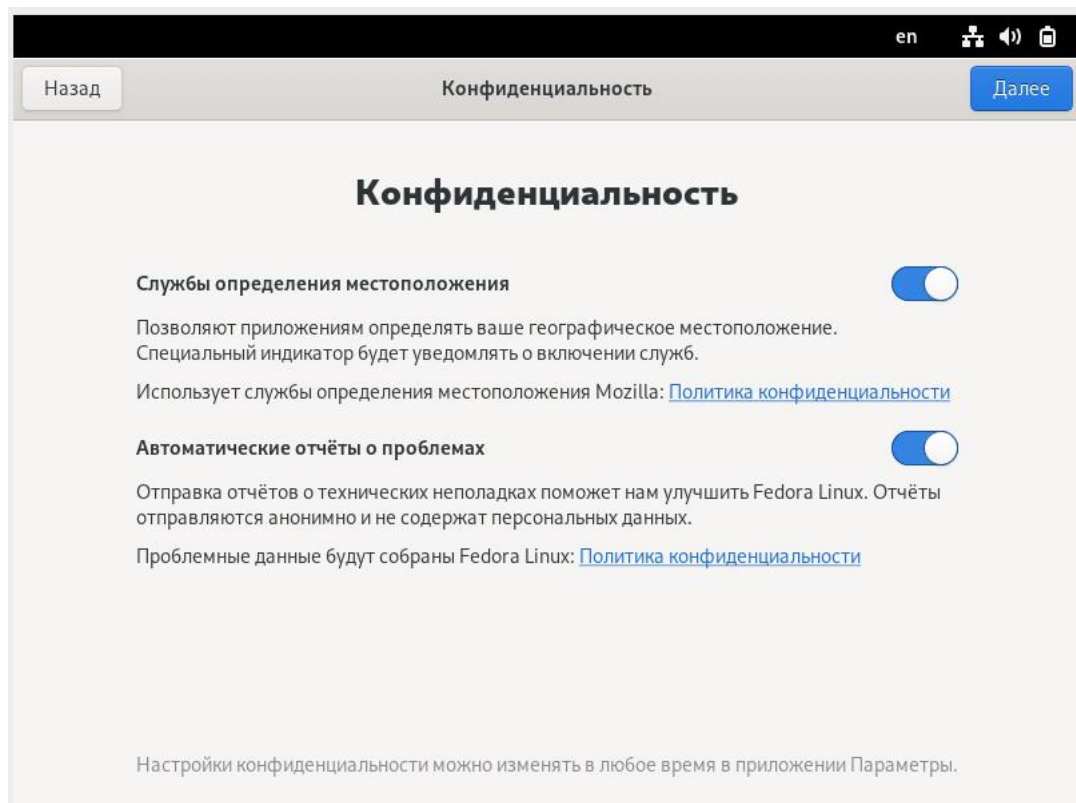 en
Назад
Конфиденциальность
Далее
Конфиденциальность
Службы определения местоположения
Позволяют приложениям определять ваше географическое местоположение.
Специальный индикатор будет уведомлять о включении служб.
Использует службы определения местоположения Mozilla: Политика конфиденциальности
Автоматические отчёты о проблемах
Отправка отчётов о технических неполадках поможет нам улучшить Fedora Linux. Отчёты
отправляются анонимно и не содержат персональных данных.
Проблемные данные будут собраны Fedora Linux: Политика конфиденциальности
Настройки конфиденциальности можно изменять в любое время в приложении Параметры.